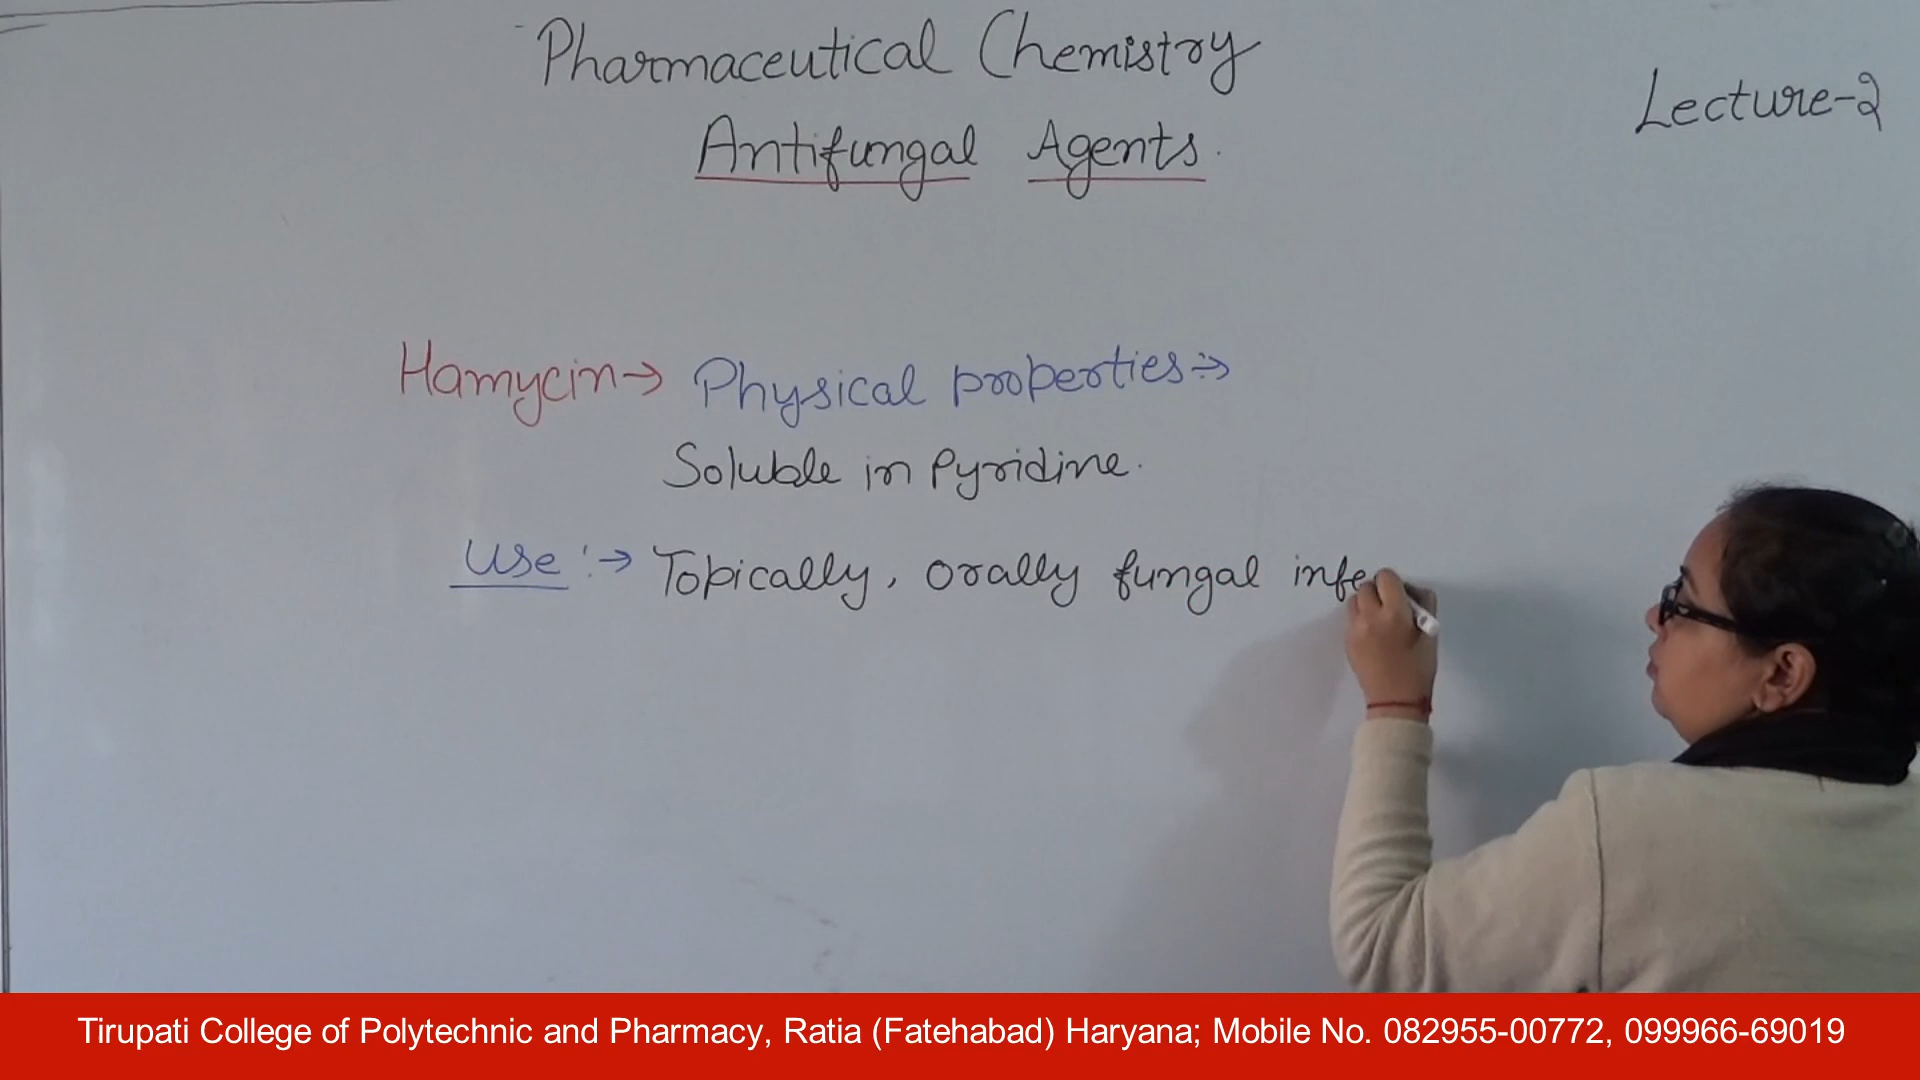 Pharmaceutical Chemistry
Lecture-2
Antifungal Agents.
Hamycin→ Physical properties:→
Soluble in Pyridine.
Use :→ Topically, orally fungal infe
Tirupati College of Polytechnic and Pharmacy, Ratia (Fatehabad) Haryana; Mobile No. 082955-00772, 099966-69019